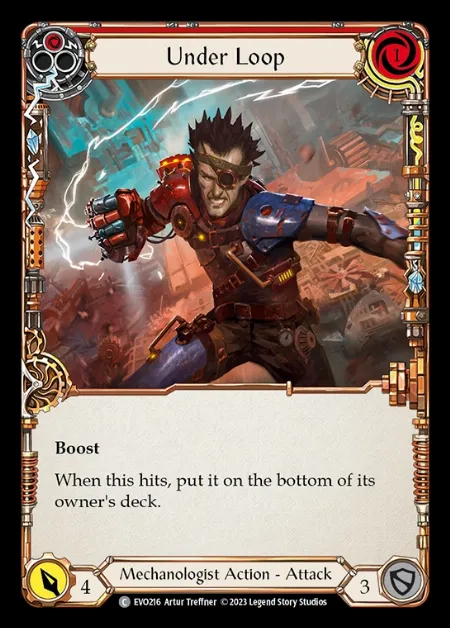 Under Loop
1
Boost
When this hits, put it on the bottom of its
owner's deck.
4
Mechanologist Action - Attack
3
C EVO216 Artur Treffner ©2023 Legend Story Studios